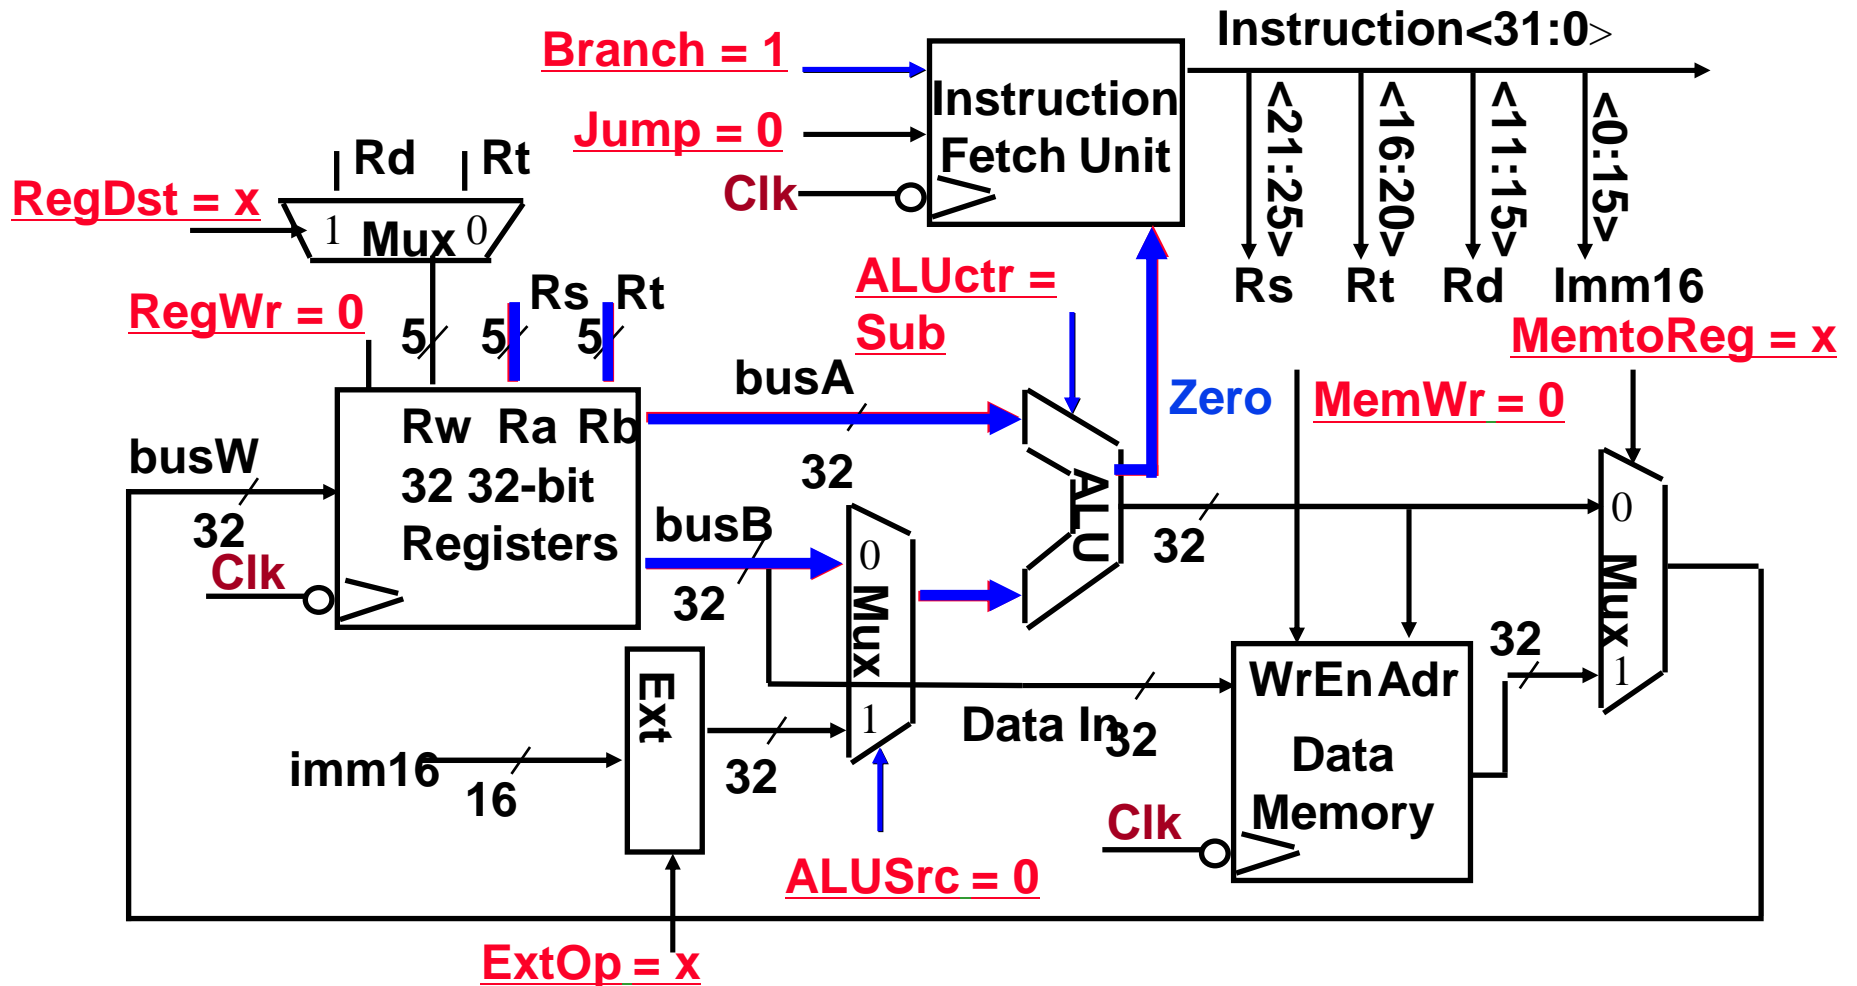 Instruction<31:0>
Branch = 1
Instruction
Fetch Unit
Jump = 0
Clk
<21:25>
<16:20>
<11:15>
<0:15>
Rd
Rt
RegDst = x
1
Mux
0
Rs
Rt
Rd
Imm16
ALUctr =
Sub
RegWr = 0
5
5
Rs
5
Rt
MemtoReg = x
busA
Zero
MemWr = 0
Rw
Ra
Rb
32 32-bit
Registers
busW
32
Clk
32
busB
32
0
Mux
1
ALU
32
0
Mux
1
Ext
imm16
16
32
Data In
32
WrEn
Adr
Data
Memory
32
Clk
ALUSrc = 0
ExtOp = x